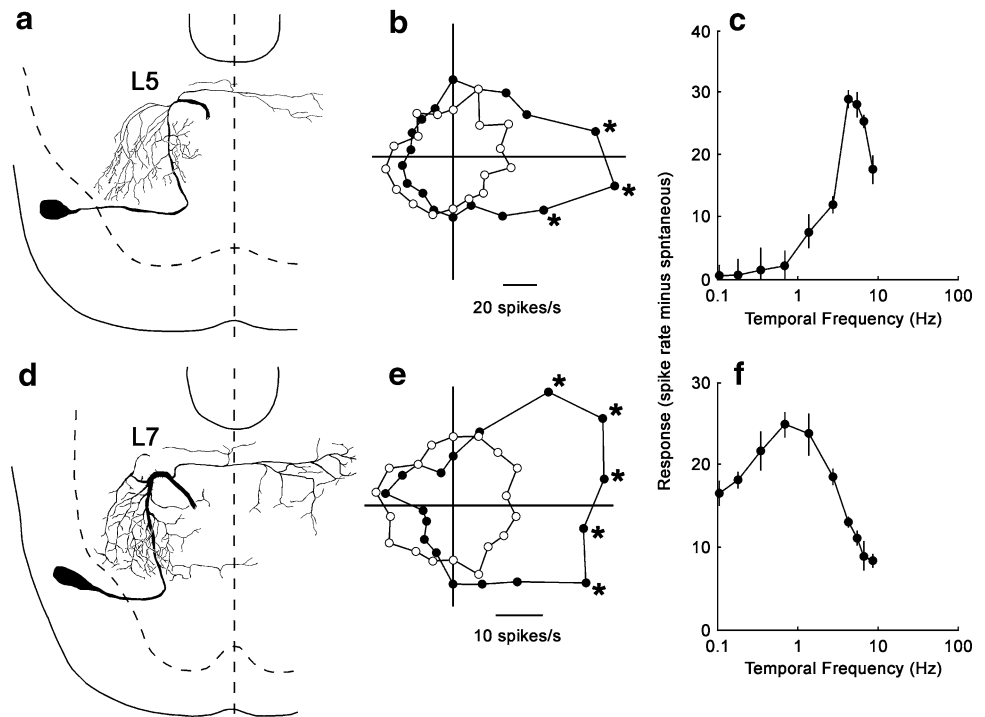 a
L5
b
*
*
*
20 spikes/s
c
40
30
20
10
0
0.1 1 10 100
Temporal Frequency (Hz)
Response (spike rate minus spntaneous)
d
L7
e
*
*
*
*
*
10 spikes/s
f
30
20
10
0
0.1 1 10 100
Temporal Frequency (Hz)